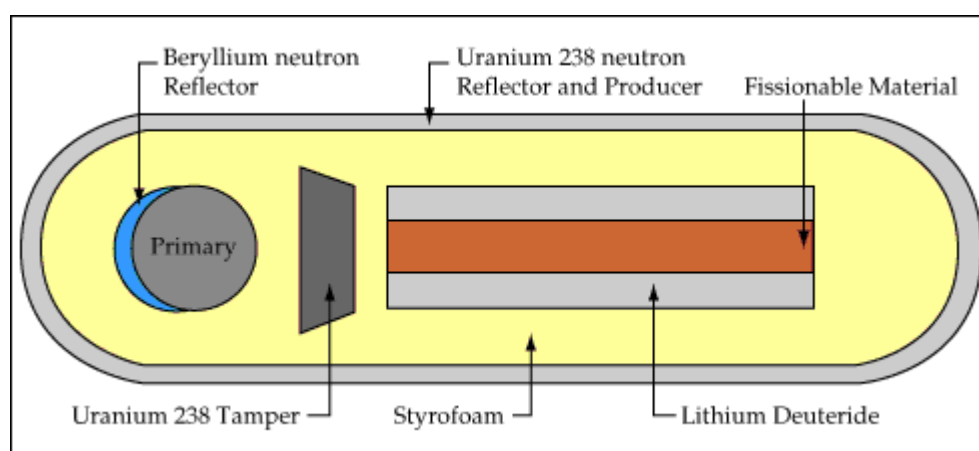 Beryllium neutron
Reflector
Uranium 238 neutron
Reflector and Producer
Fissionable Material
Primary
Uranium 238 Tamper
Styrofoam
Lithium Deuteride